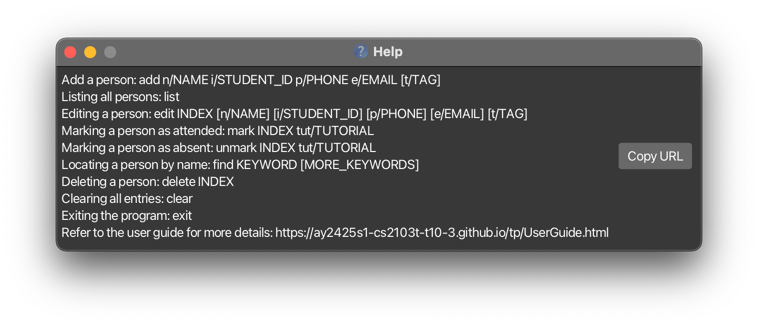 Help
Add a person: add n/NAME i/STUDENT_ID p/PHONE e/EMAIL [t/TAG]
Listing all persons: list
Editing a person: edit INDEX [n/NAME] [i/STUDENT_ID] [p/PHONE] [e/EMAIL] [t/TAG]
Marking a person as attended: mark INDEX tut/TUTORIAL
Marking a person as absent: unmark INDEX tut/TUTORIAL
Locating a person by name: find KEYWORD [MORE_KEYWORDS]
Deleting a person: delete INDEX
Clearing all entries: clear
Exiting the program: exit
Refer to the user guide for more details: https://ay2425s1-cs2103t-t10-3.github.io/tp/UserGuide.html
Copy URL